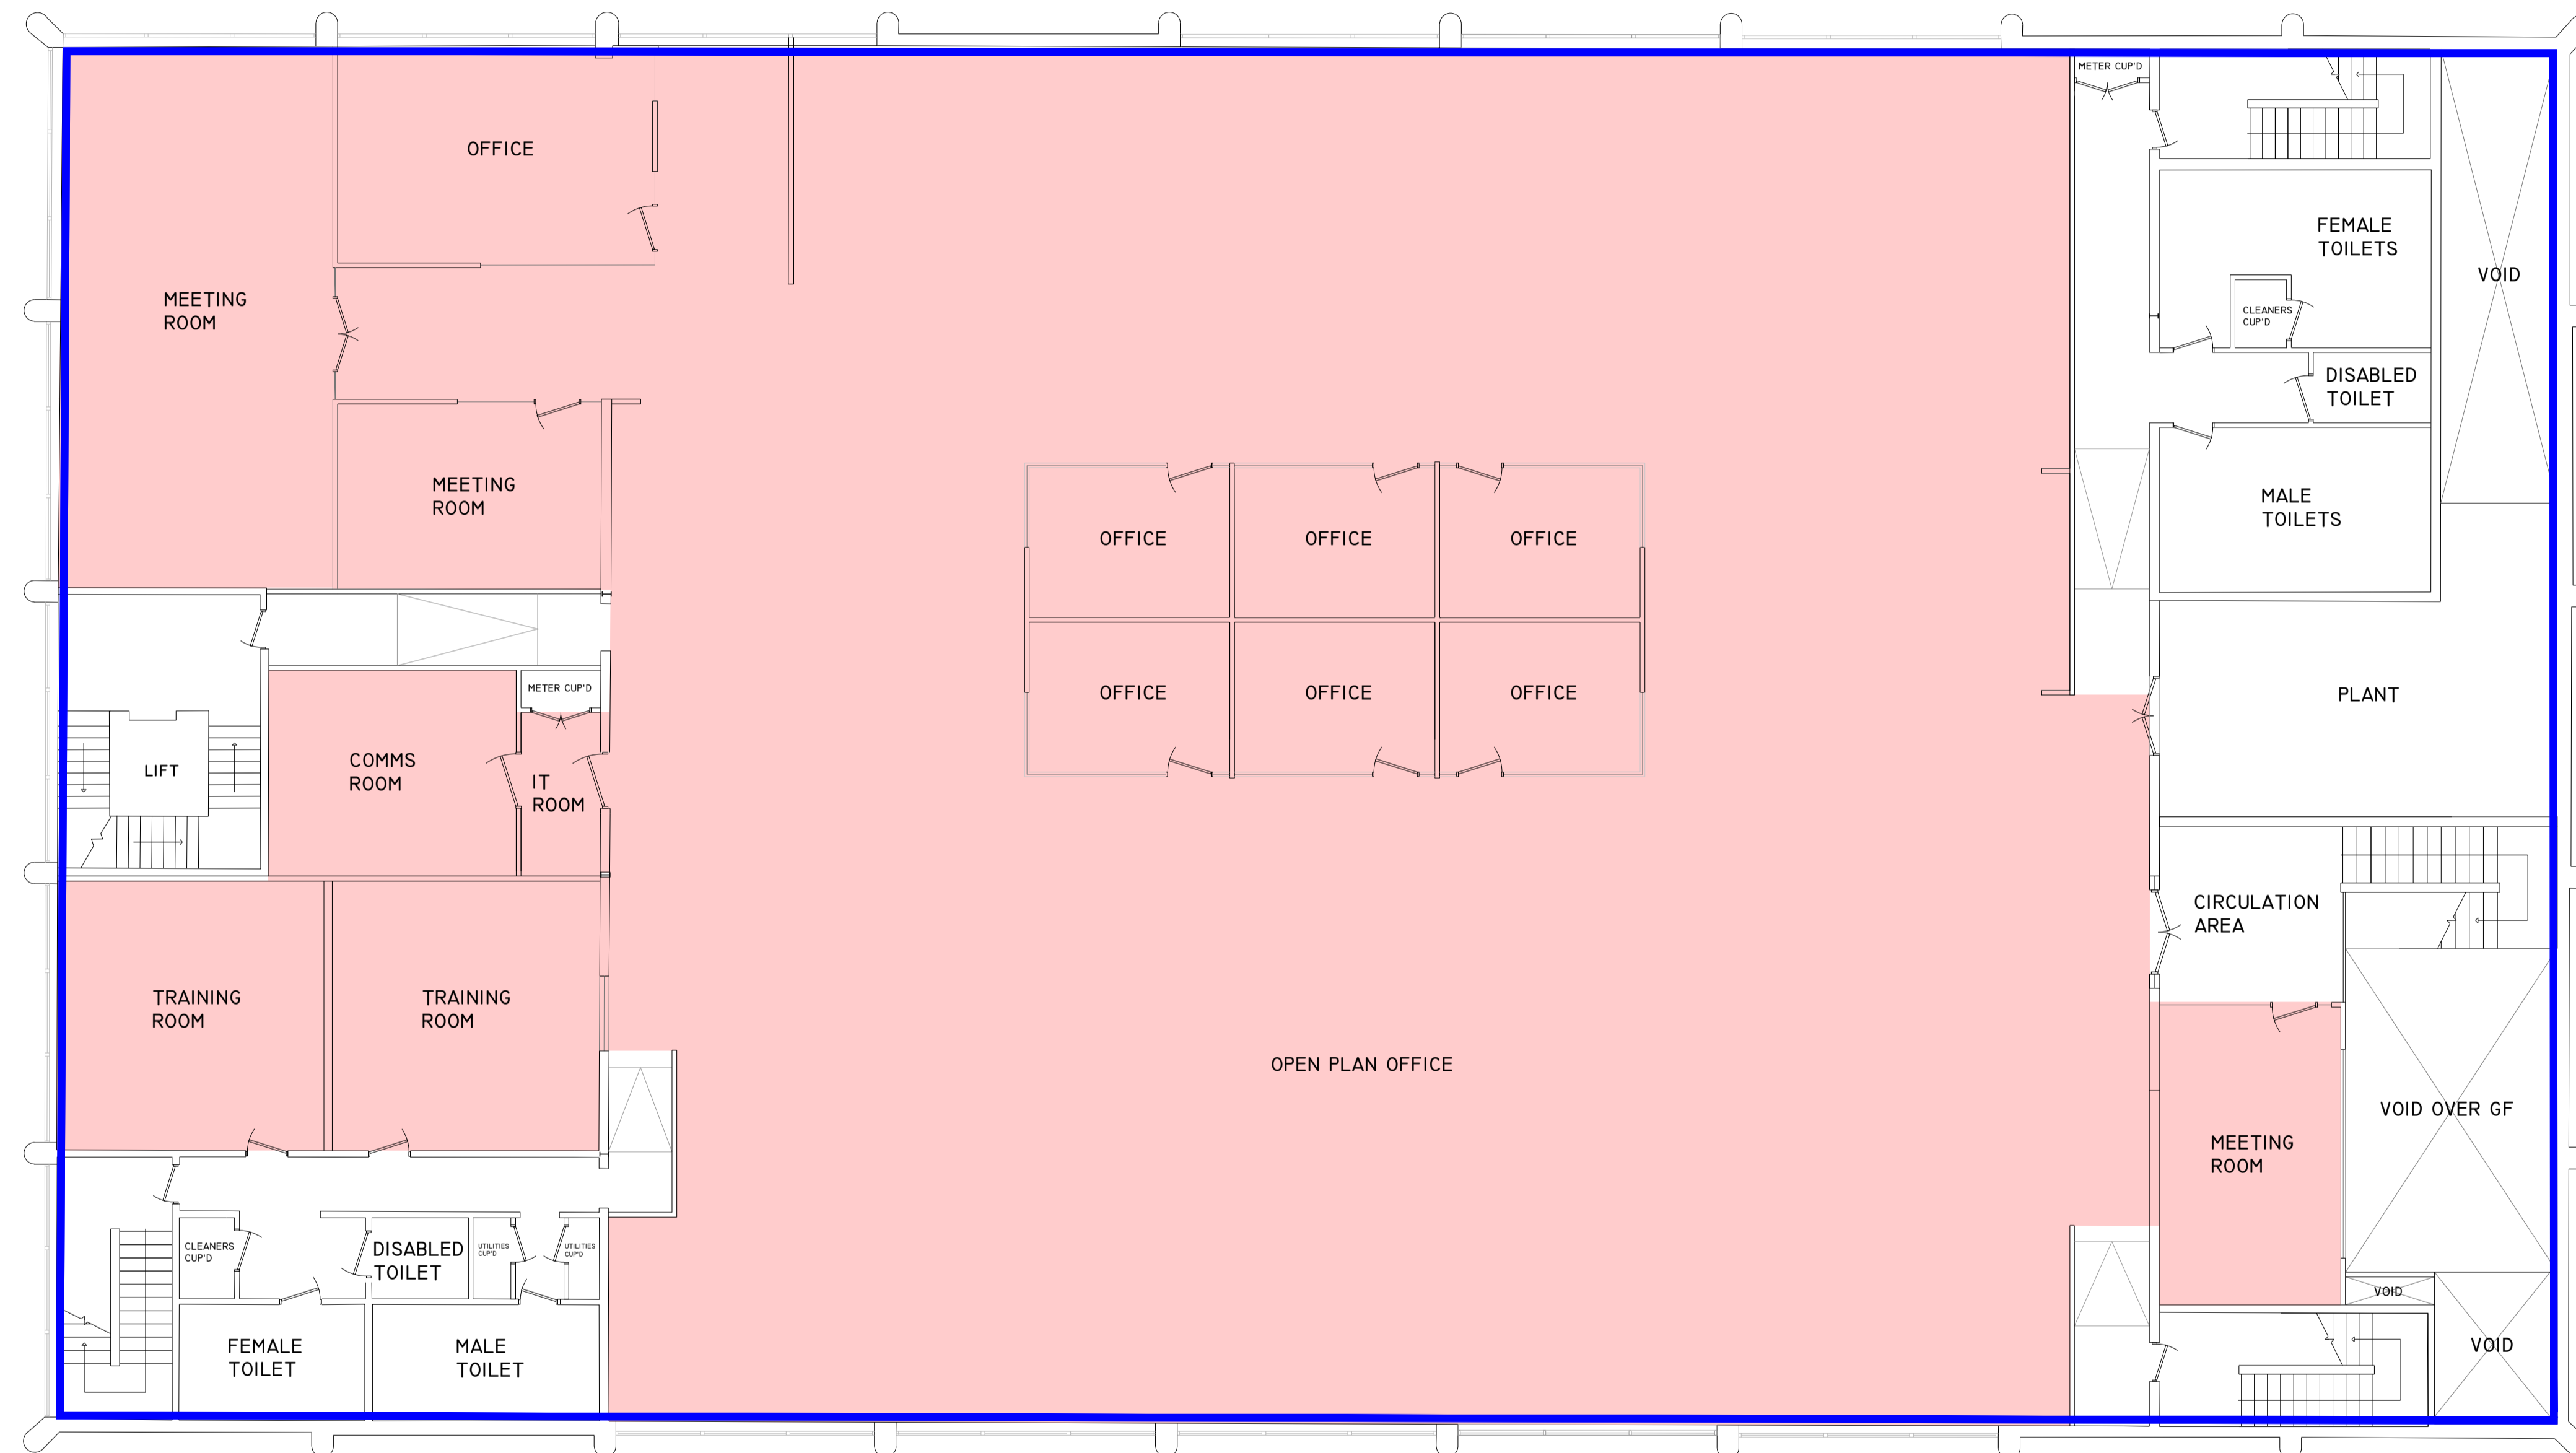 METER CUP'D
OFFICE
FEMALE
TOILETS
VOID
MEETING
ROOM
CLEANERS
CUP'D
DISABLED
TOILET
MEETING
ROOM
MALE
TOILETS
OFFICE
OFFICE
OFFICE
METER CUP'D
OFFICE
OFFICE
OFFICE
PLANT
LIFT
COMMS
ROOM
IT
ROOM
CIRCULATION
AREA
TRAINING
ROOM
TRAINING
ROOM
OPEN PLAN OFFICE
VOID OVER GF
MEETING
ROOM
CLEANERS
CUP'D
DISABLED
TOILET
UTILITIES
CUP'D
UTILITIES
CUP'D
VOID
FEMALE
TOILET
MALE
TOILET
VOID